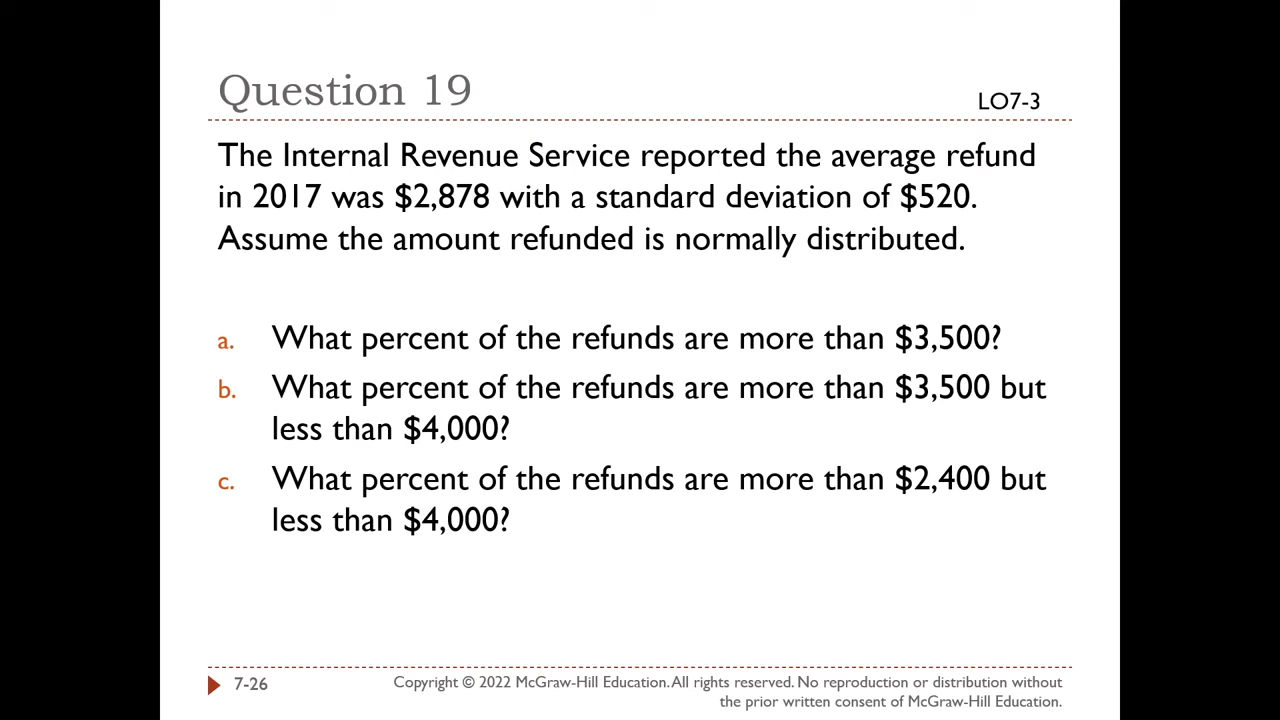 Question 19
LO7-3
The Internal Revenue Service reported the average refund
in 2017 was $2,878 with a standard deviation of $520.
Assume the amount refunded is normally distributed.
a. What percent of the refunds are more than $3,500?
b. What percent of the refunds are more than $3,500 but
less than $4,000?
c. What percent of the refunds are more than $2,400 but
less than $4,000?
7-26
Copyright © 2022 McGraw-Hill Education. All rights reserved. No reproduction or distribution without
the prior written consent of McGraw-Hill Education.